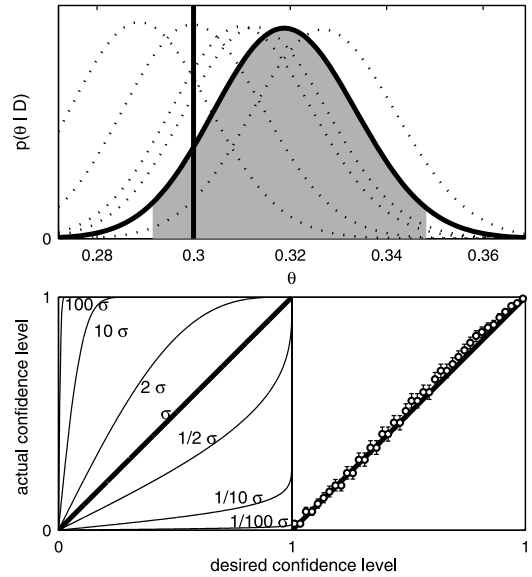 p(θ | D)
0
0.28 0.3 0.32 0.34 0.36
θ
actual confidence level
1
0
100 σ
10 σ
2 σ
σ
1/2 σ
1/10 σ
1/100 σ
0 1 1
desired confidence level